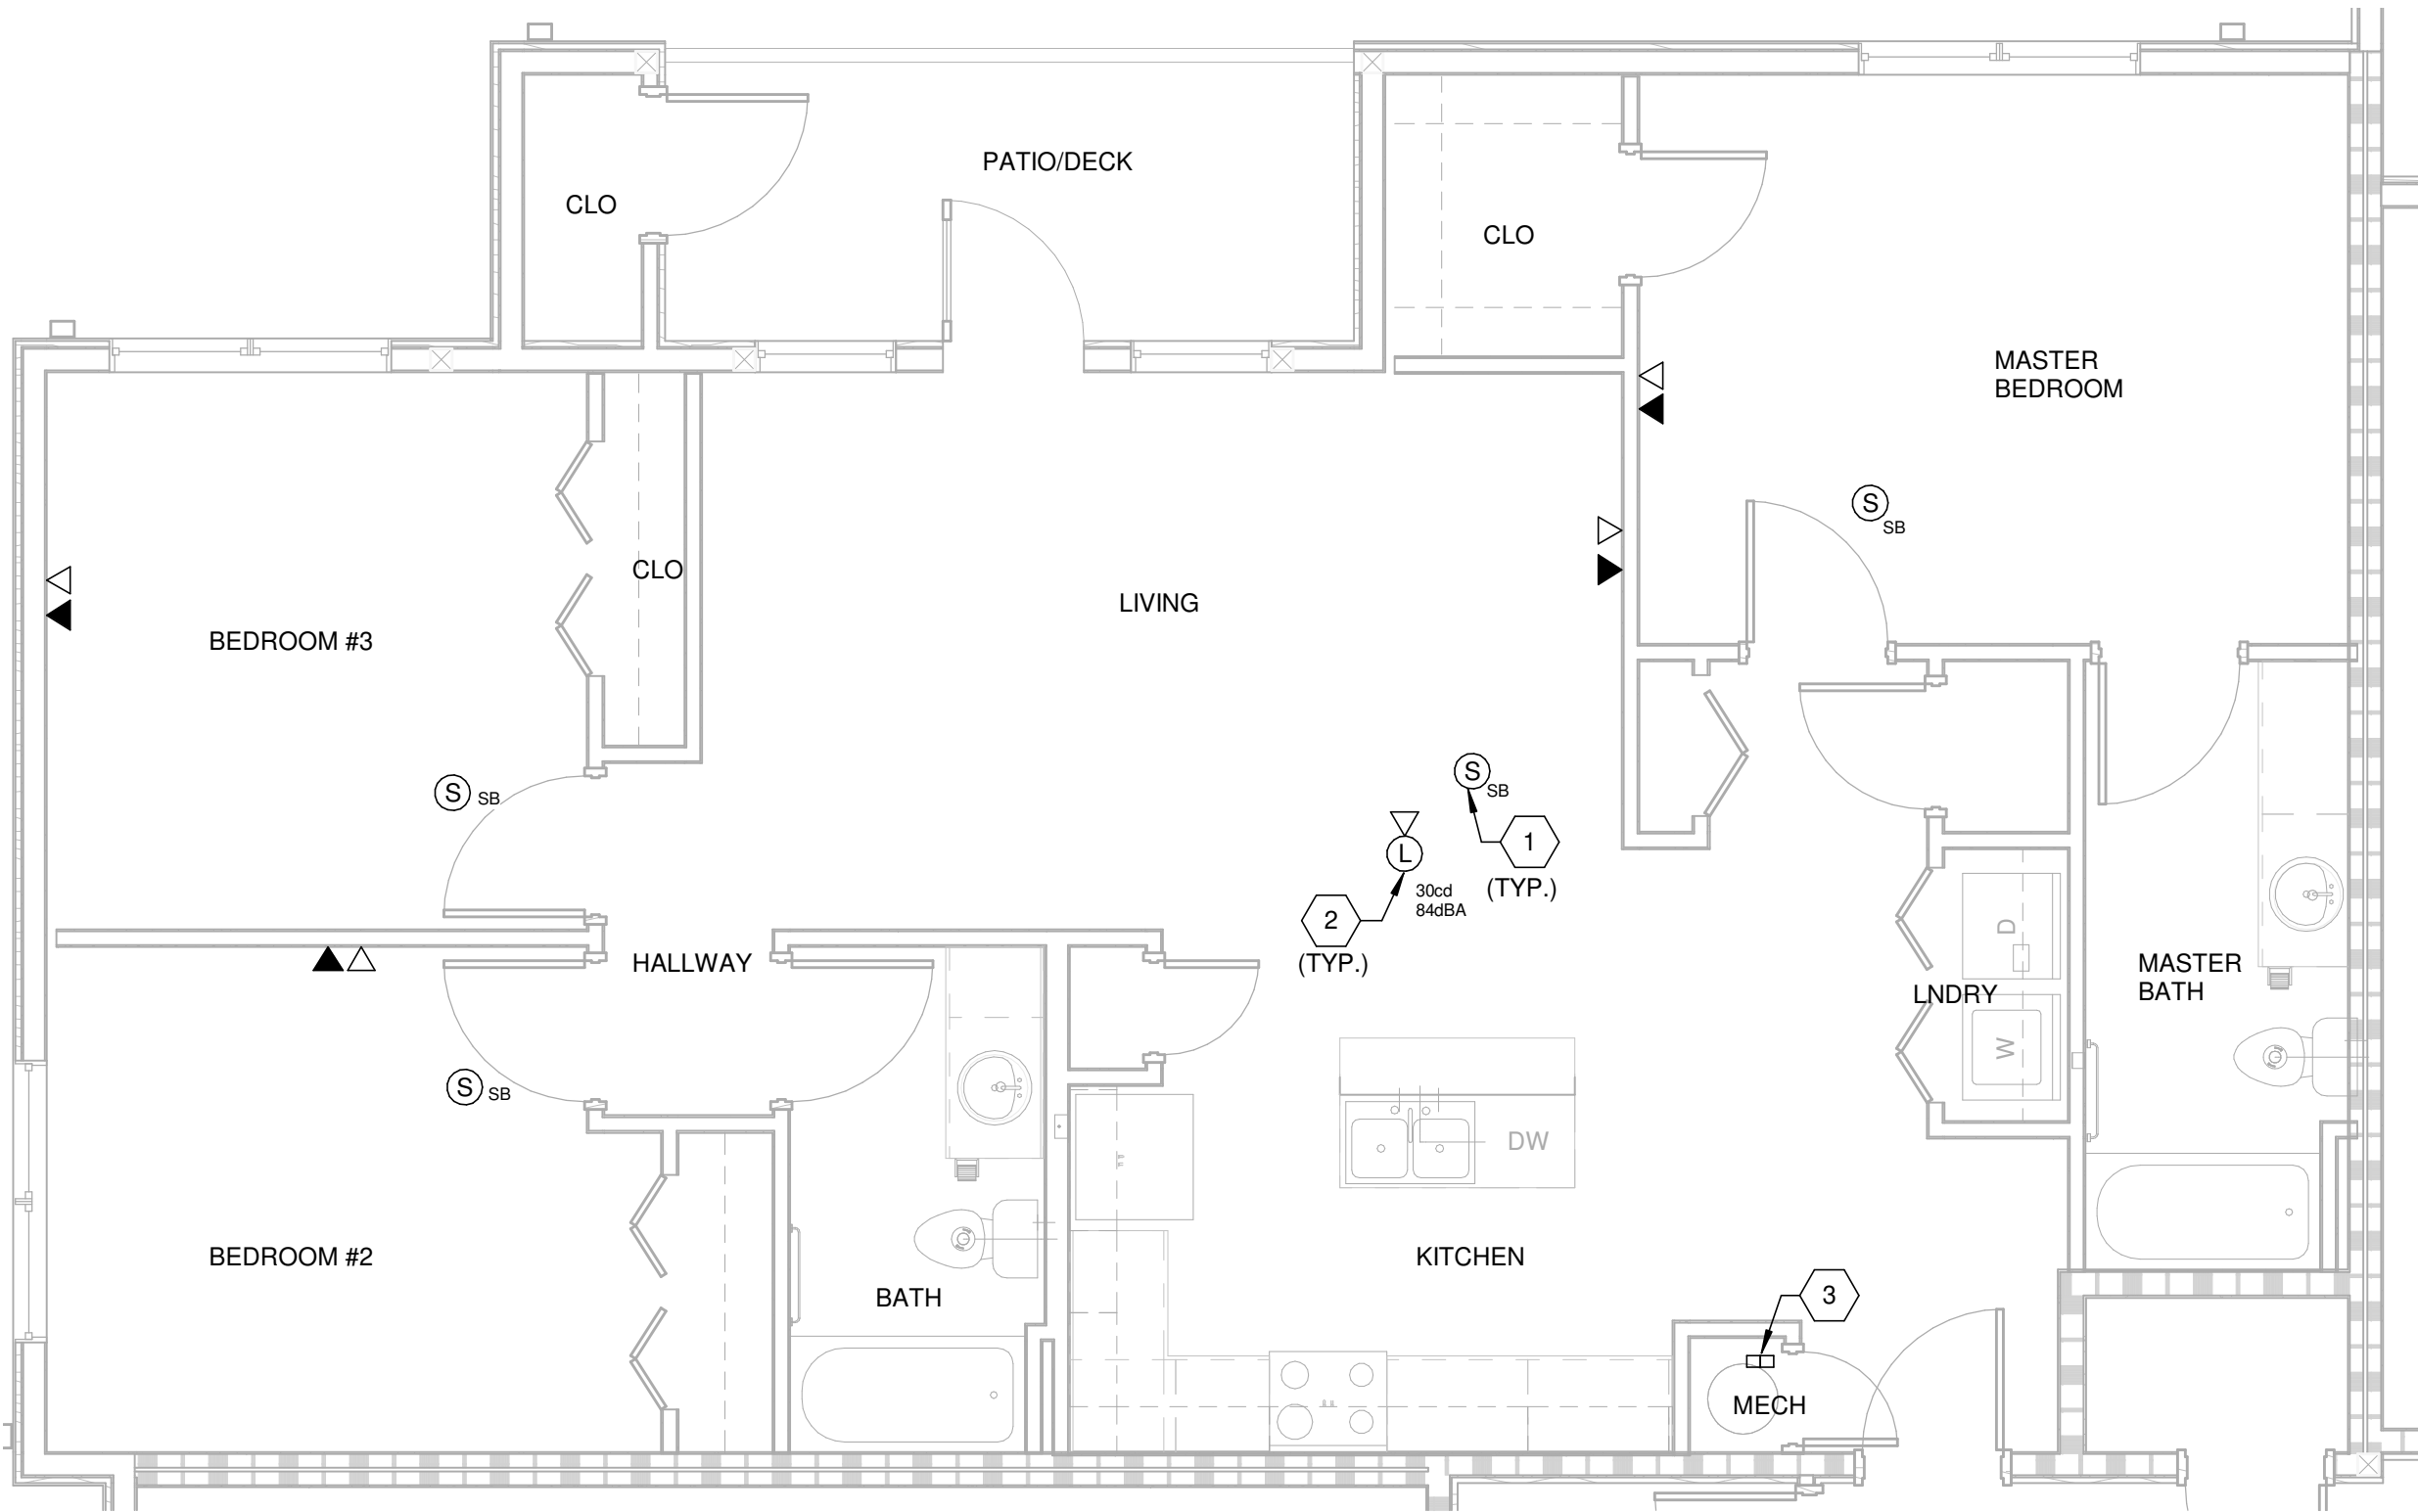 PATIO/DECK
CLO
CLO
MASTER
BEDROOM
S
SB
CLO
LIVING
BEDROOM #3
S
SB
S
SB
1
(TYP.)
L
30cd
84dBA
2
(TYP.)
D
HALLWAY
MASTER
BATH
LNDRY
W
S
SB
DW
BEDROOM #2
KITCHEN
BATH
3
MECH